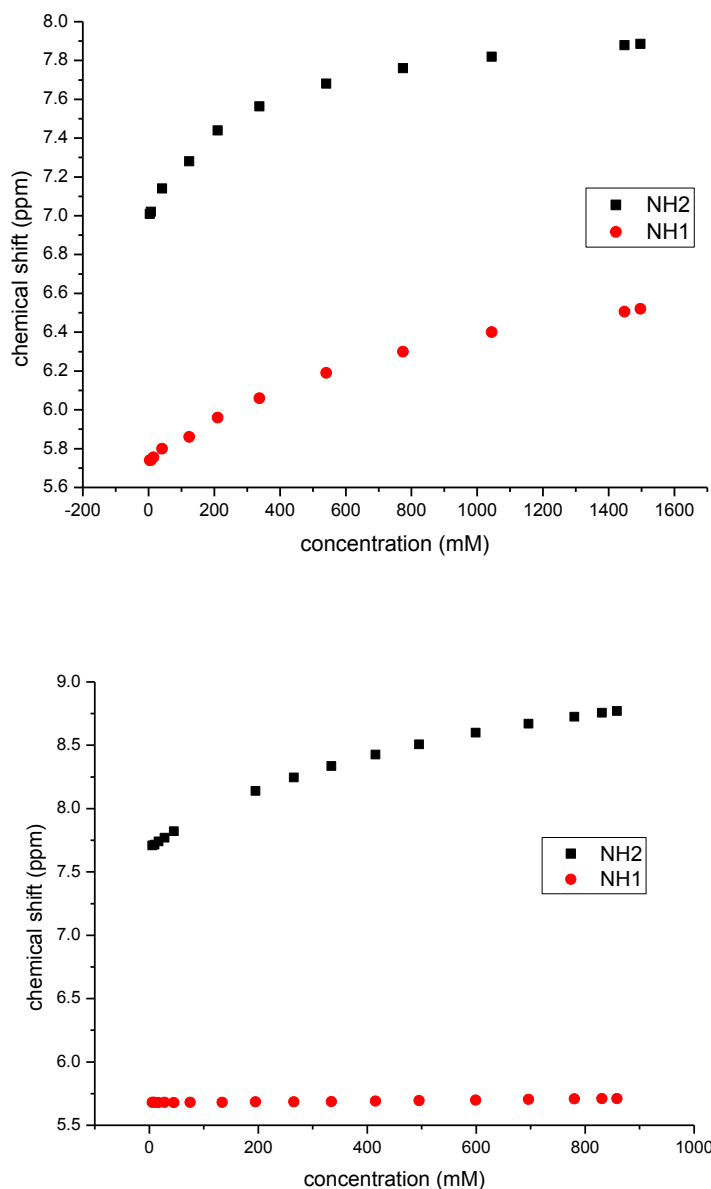 8.0
7.8
7.6
7.4
7.2
7.0
6.8
6.6
6.4
6.2
6.0
5.8
5.6
chemical shift (ppm)
NH2
NH1
-200 0 200 400 600 800 1000 1200 1400 1600
concentration (mM)
9.0
8.5
8.0
7.5
7.0
6.5
6.0
5.5
chemical shift (ppm)
NH2
NH1
0 200 400 600 800 1000
concentration (mM)